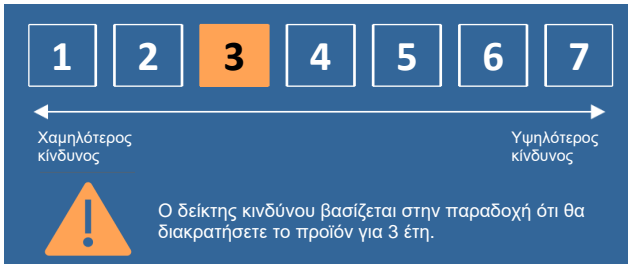 1 2 3 4 5 6 7
Χαμηλότερος Υψηλότερος
κίνδυνος κίνδυνος
Ο δείκτης κινδύνου βασίζεται στην παραδοχή ότι θα
διακρατήσετε το προϊόν για 3 έτη.